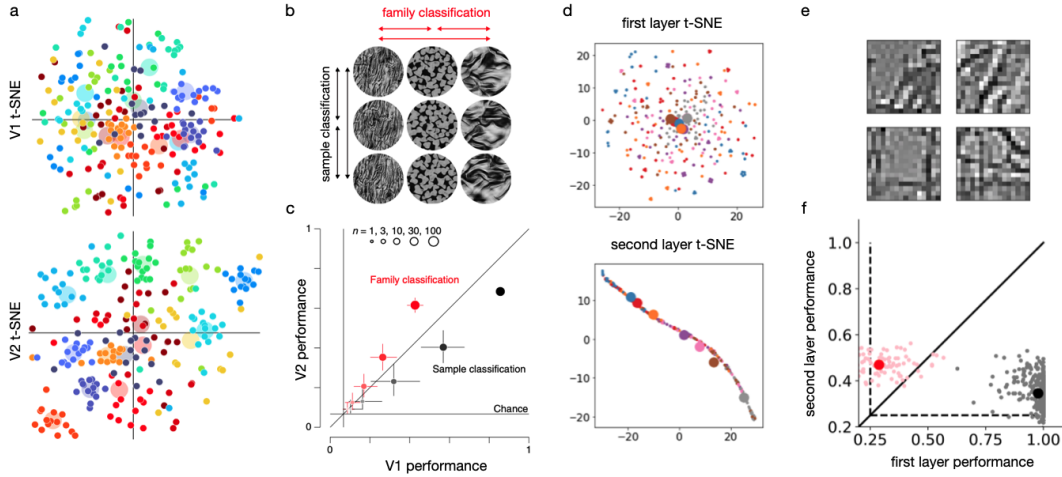 a
V1 t-SNE
V2 t-SNE
b
family classification
sample classification
c
n = 1, 3, 10, 30, 100
1
Family classification
V2 performance
Sample classification
Chance
0
0
1
V1 performance
d
first layer t-SNE
20
10
0
−10
−20
−20
0
20
second layer t-SNE
10
0
−10
−20
−20
0
20
e
f
1.0
0.8
0.6
0.4
0.2
second layer performance
0.25
0.50
0.75
1.00
first layer performance